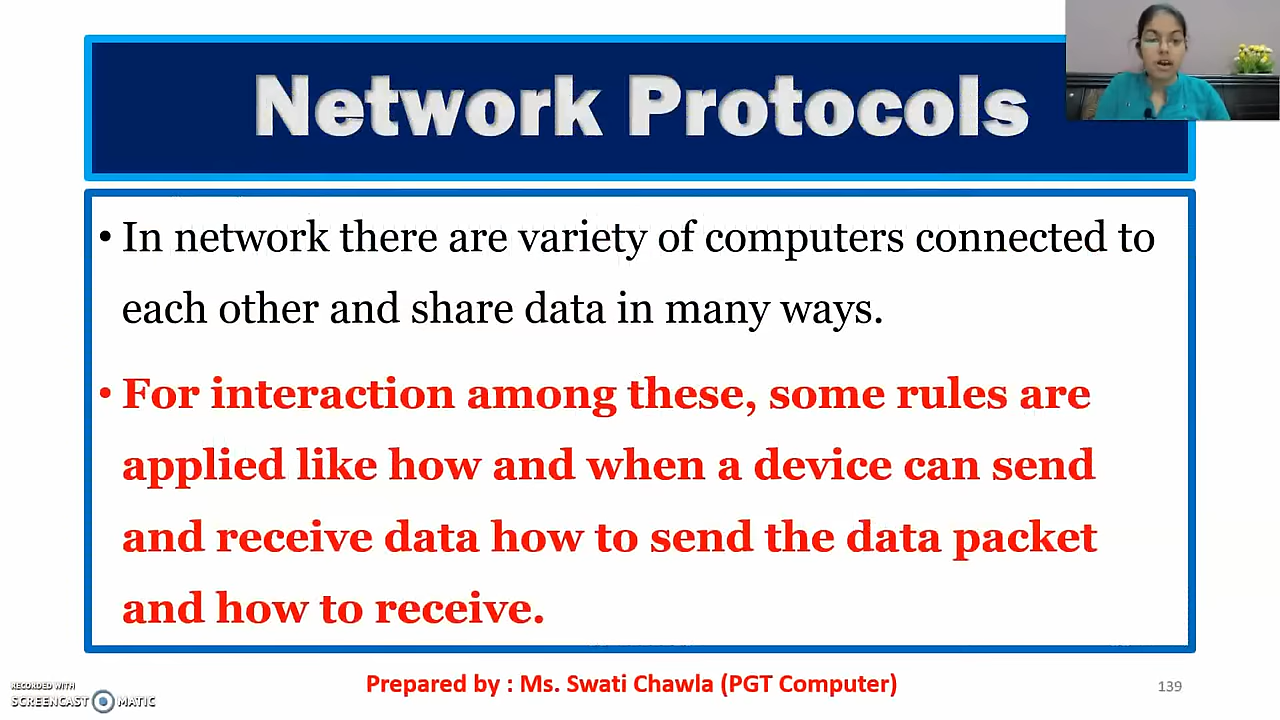 Network Protocols
• In network there are variety of computers connected to
each other and share data in many ways.
• For interaction among these, some rules are
applied like how and when a device can send
and receive data how to send the data packet
and how to receive.
Prepared by : Ms. Swati Chawla (PGT Computer)
139
RECORDED WITH
SCREENCAST MATIC